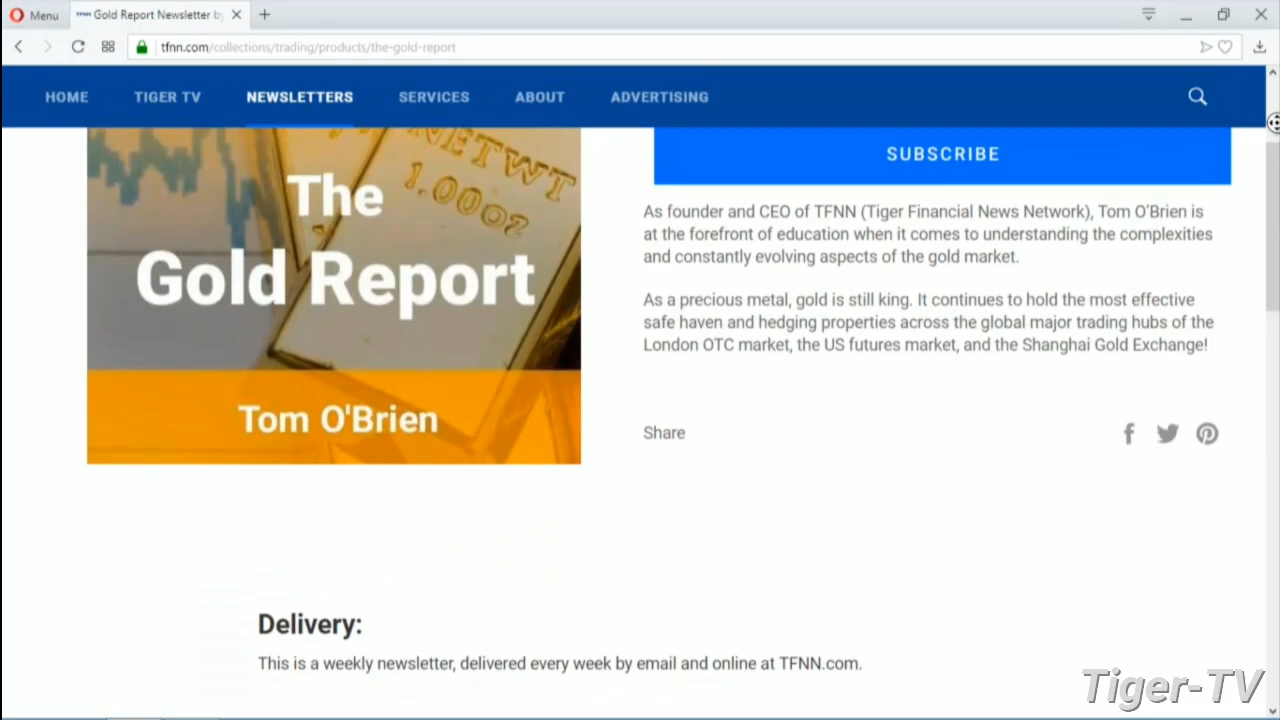 Menu
TFNN Gold Report Newsletter by
tfnn.com/collections/trading/products/the-gold-report
HOME TIGER TV NEWSLETTERS SERVICES ABOUT ADVERTISING
NET WT
1.00oz
The
Gold Report
Tom O'Brien
SUBSCRIBE
As founder and CEO of TFNN (Tiger Financial News Network), Tom O'Brien is
at the forefront of education when it comes to understanding the complexities
and constantly evolving aspects of the gold market.
As a precious metal, gold is still king. It continues to hold the most effective
safe haven and hedging properties across the global major trading hubs of the
London OTC market, the US futures market, and the Shanghai Gold Exchange!
Share
Delivery:
This is a weekly newsletter, delivered every week by email and online at TFNN.com.
Tiger-TV